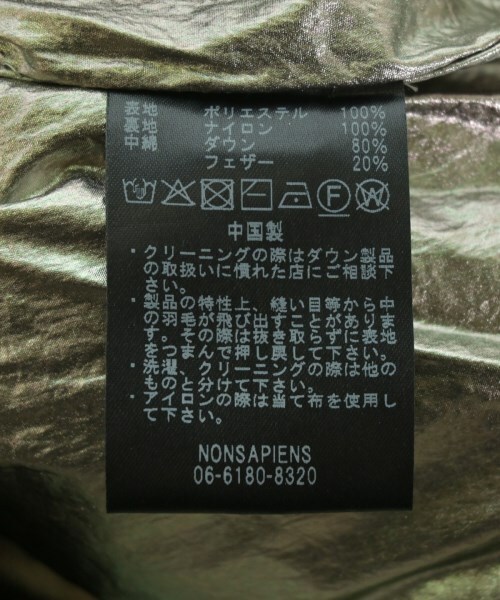 表地 ポリエステル 100%
裏地 ナイロン 100%
中綿 ダウン 80%
フェザー 20%
F W
中国製
・クリーニングの際はダウン製品
の取扱いに慣れた店にご相談下
さい。
・製品の特性上、縫い目等から中
の羽毛が飛び出すことがありま
す。その際は抜き取らずに表地
をつまんで押し戻して下さい。
・洗濯、クリーニングの際は他の
ものと分けて下さい。
・アイロンの際は当て布を使用し
て下さい。
NONSAPIENS
06-6180-8320